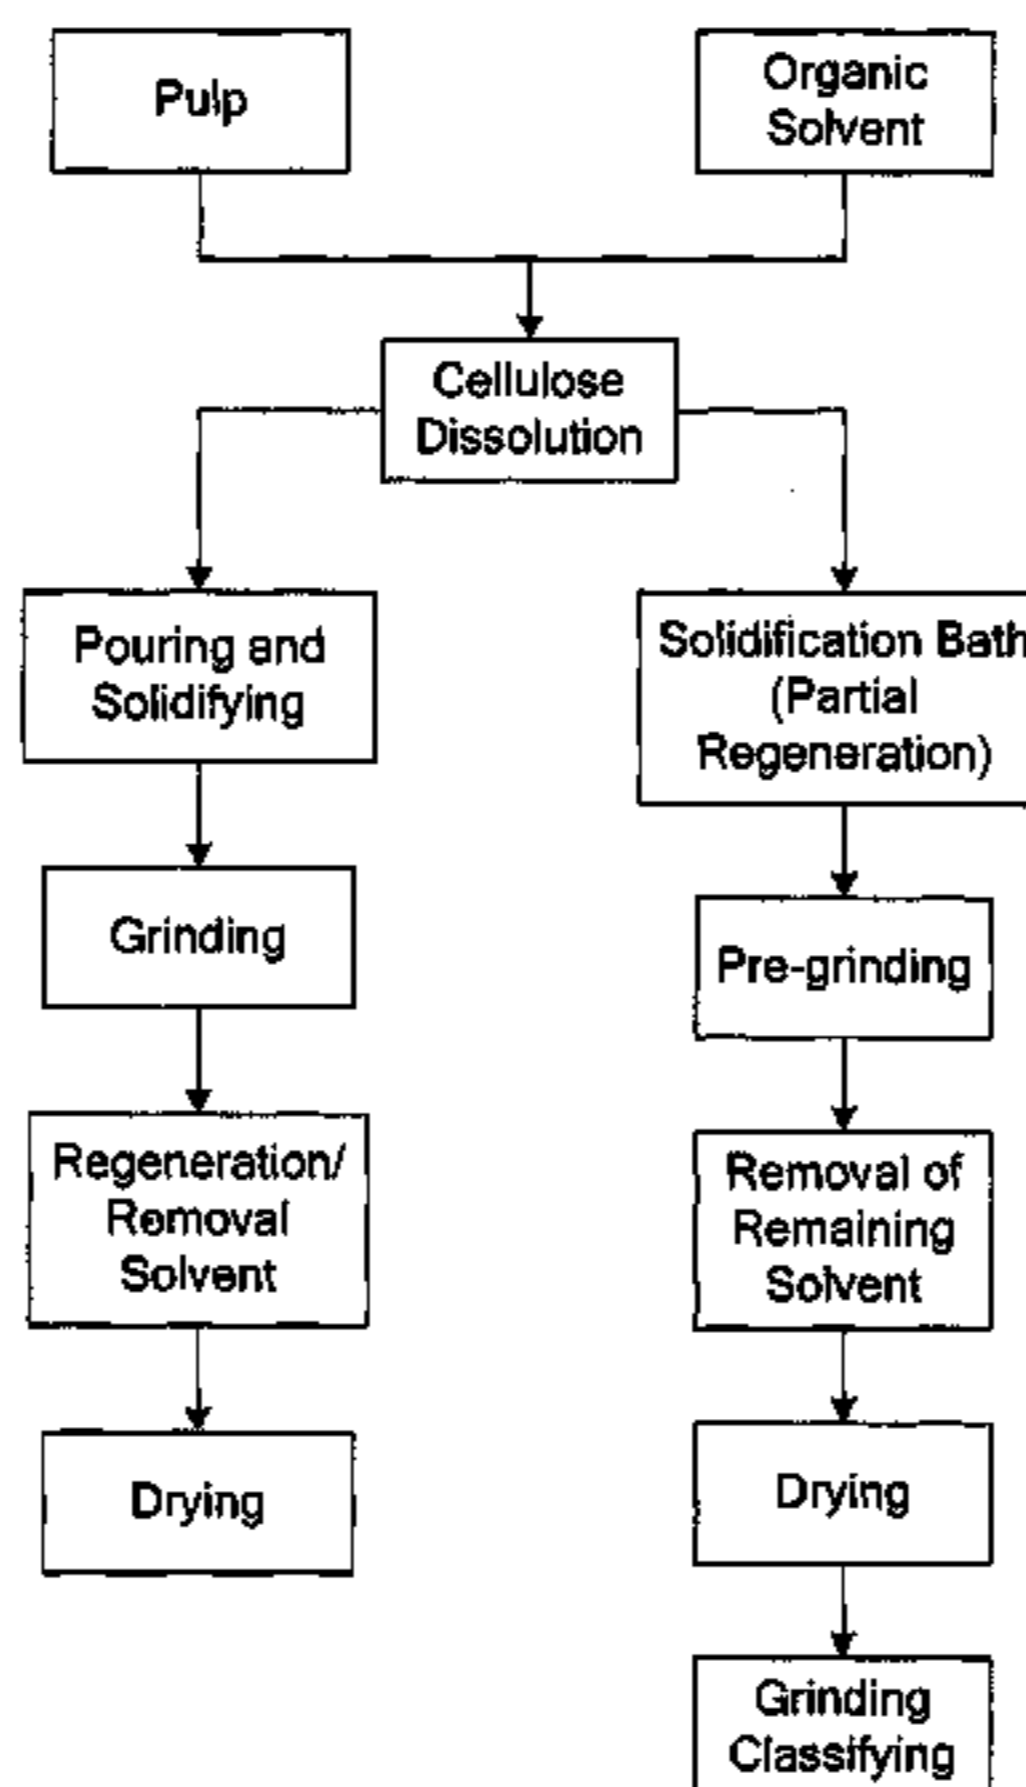 Pulp
Organic
Solvent
Cellulose
Dissolution
Pouring and
Solidifying
Grinding
Regeneration/
Removal
Solvent
Drying
Solidification Bath
(Partial
Regeneration)
Pre-grinding
Removal of
Remaining
Solvent
Drying
Grinding
Classifying